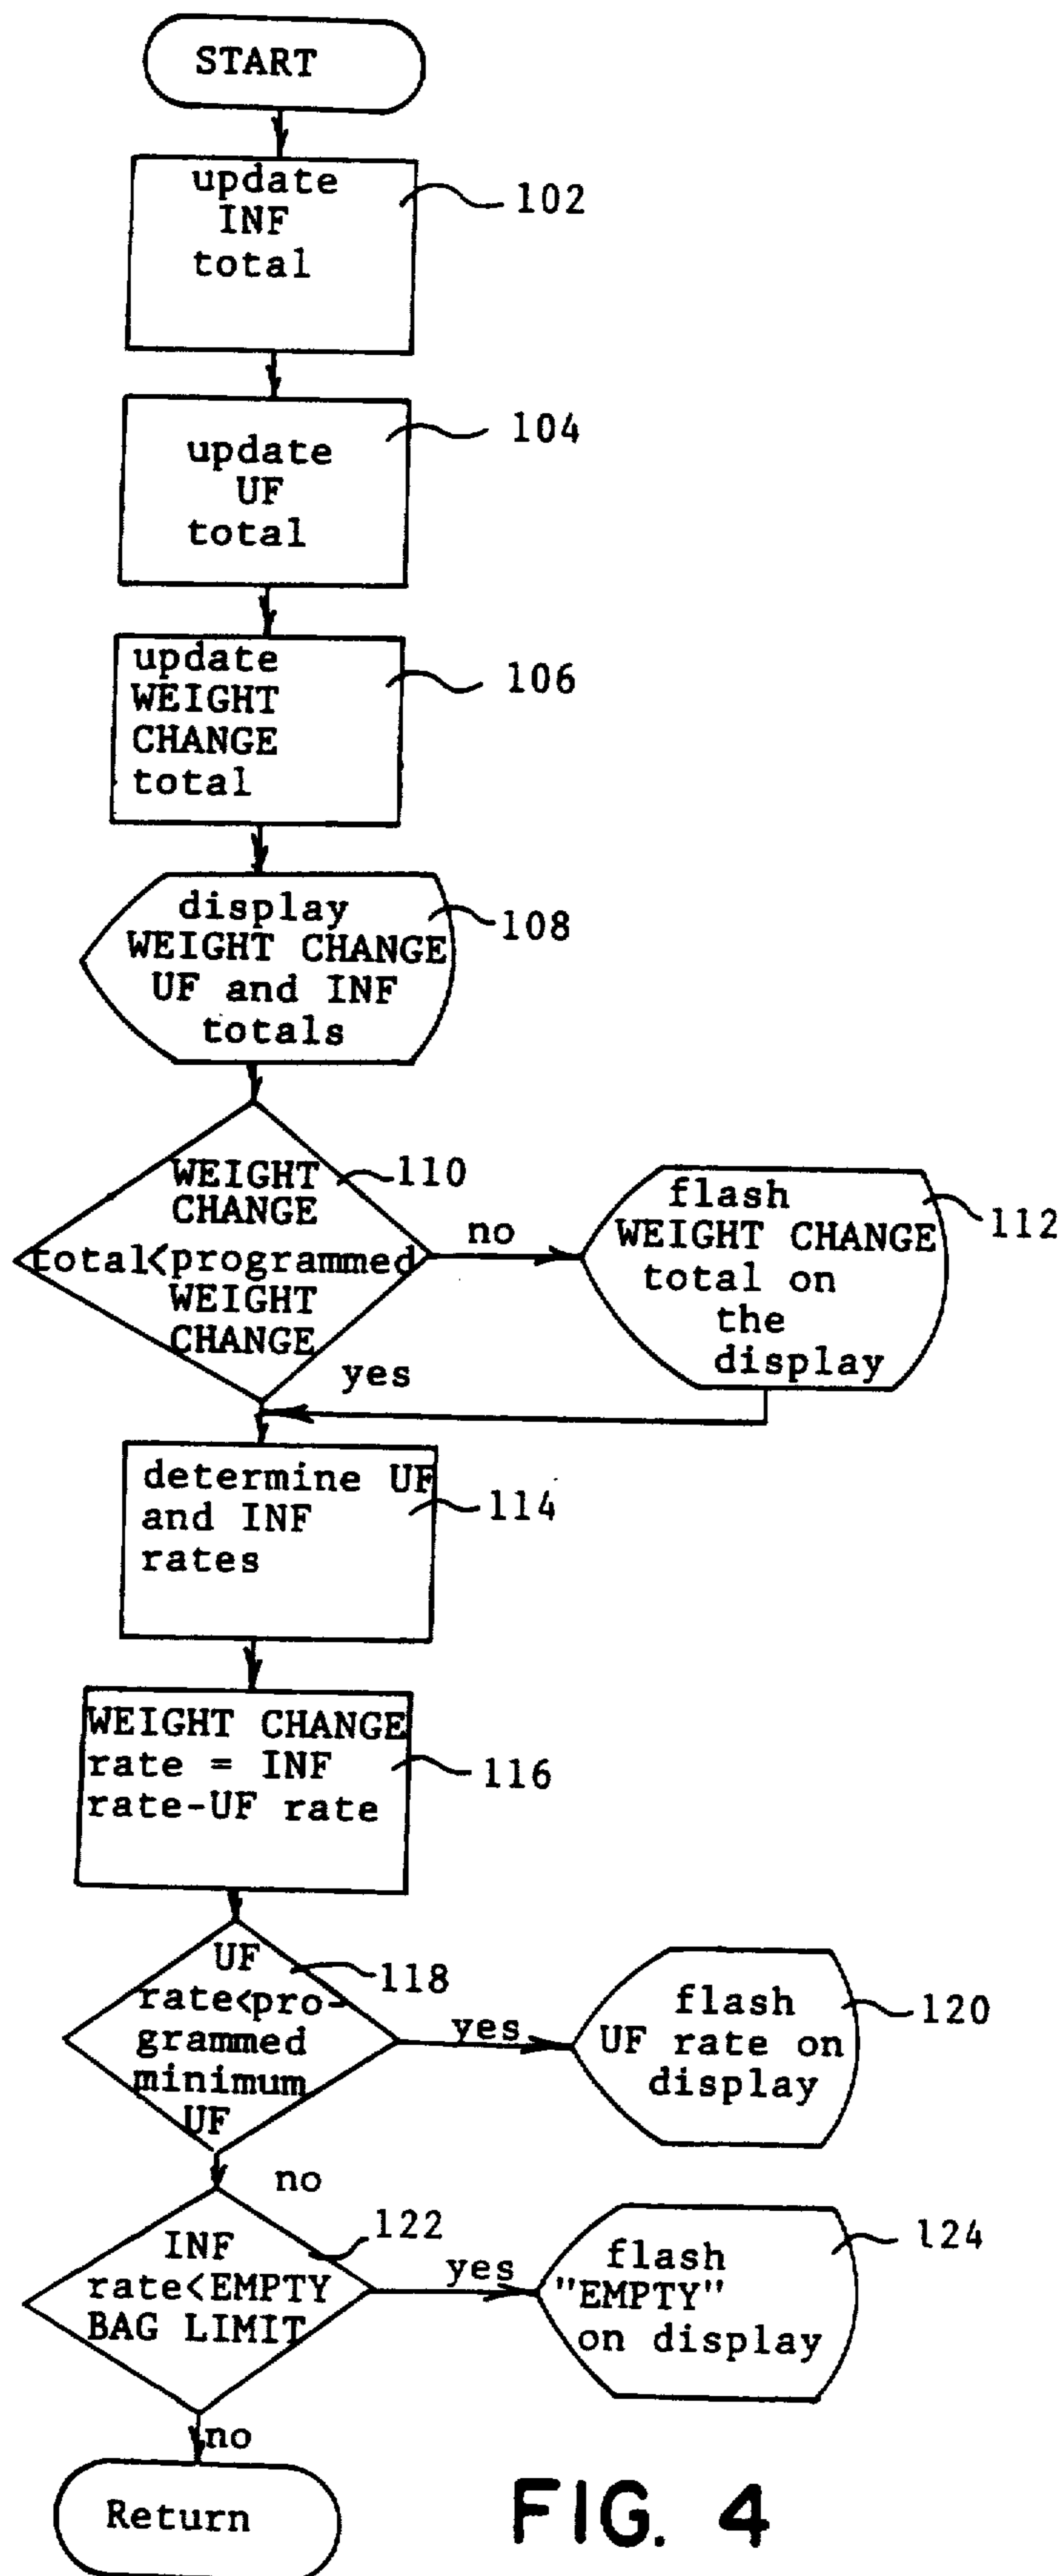 START
update
INF
total
102
update
UF
total
104
update
WEIGHT
CHANGE
total
106
display
WEIGHT CHANGE
UF and INF
totals
108
WEIGHT
CHANGE
total<programmed
WEIGHT
CHANGE
110
no
yes
flash
WEIGHT CHANGE
total on
the
display
112
determine UF
and INF
rates
114
WEIGHT CHANGE
rate = INF
rate-UF rate
116
UF
rate<pro-
grammed
minimum
UF
118
yes
no
flash
UF rate on
display
120
INF
rate<EMPTY
BAG LIMIT
122
yes
no
flash
"EMPTY"
on display
124
Return
FIG. 4